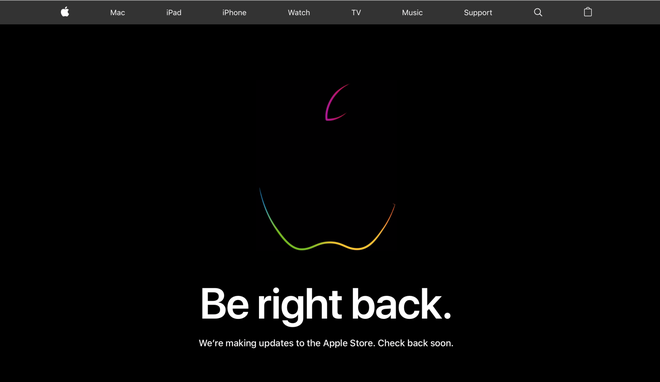 Mac iPad iPhone Watch TV Music Support
Be right back.
We're making updates to the Apple Store. Check back soon.